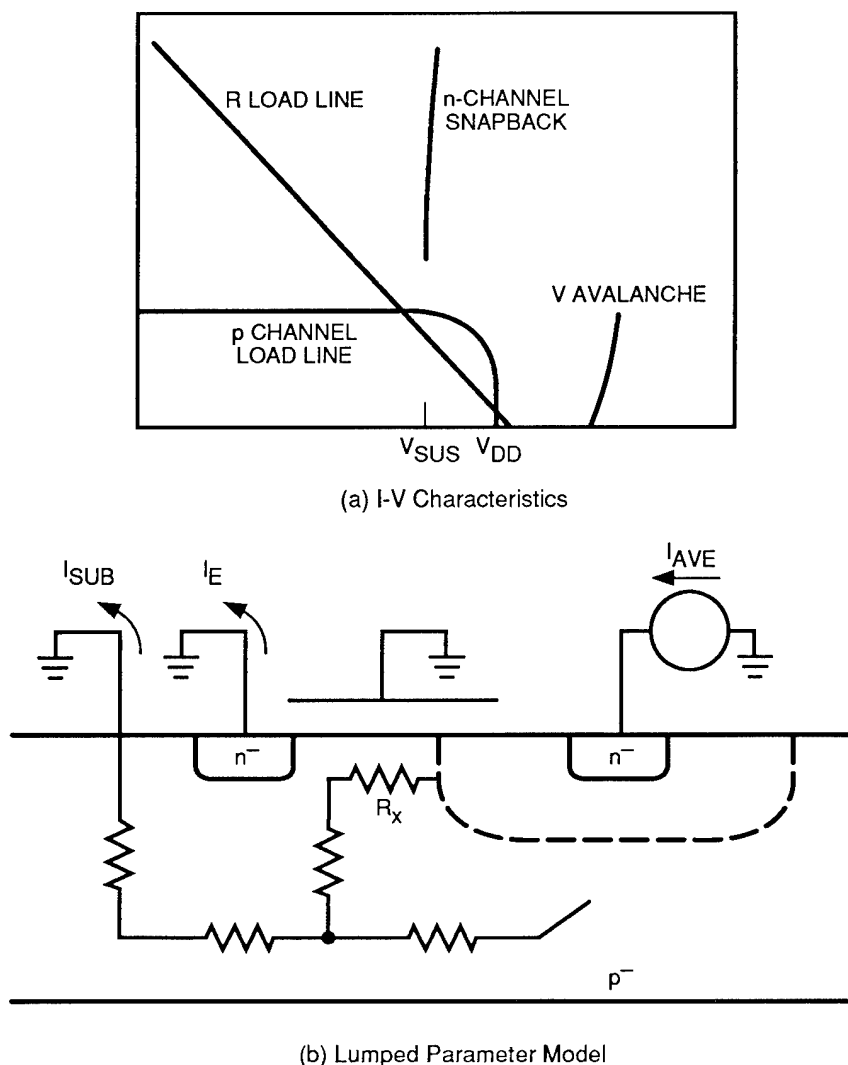 R LOAD LINE
n-CHANNEL
SNAPBACK
V AVALANCHE
p CHANNEL
LOAD LINE
VSUS
VDD
(a) I-V Characteristics
ISUB
IE
IAVE
n–
n–
Rx
p–
(b) Lumped Parameter Model